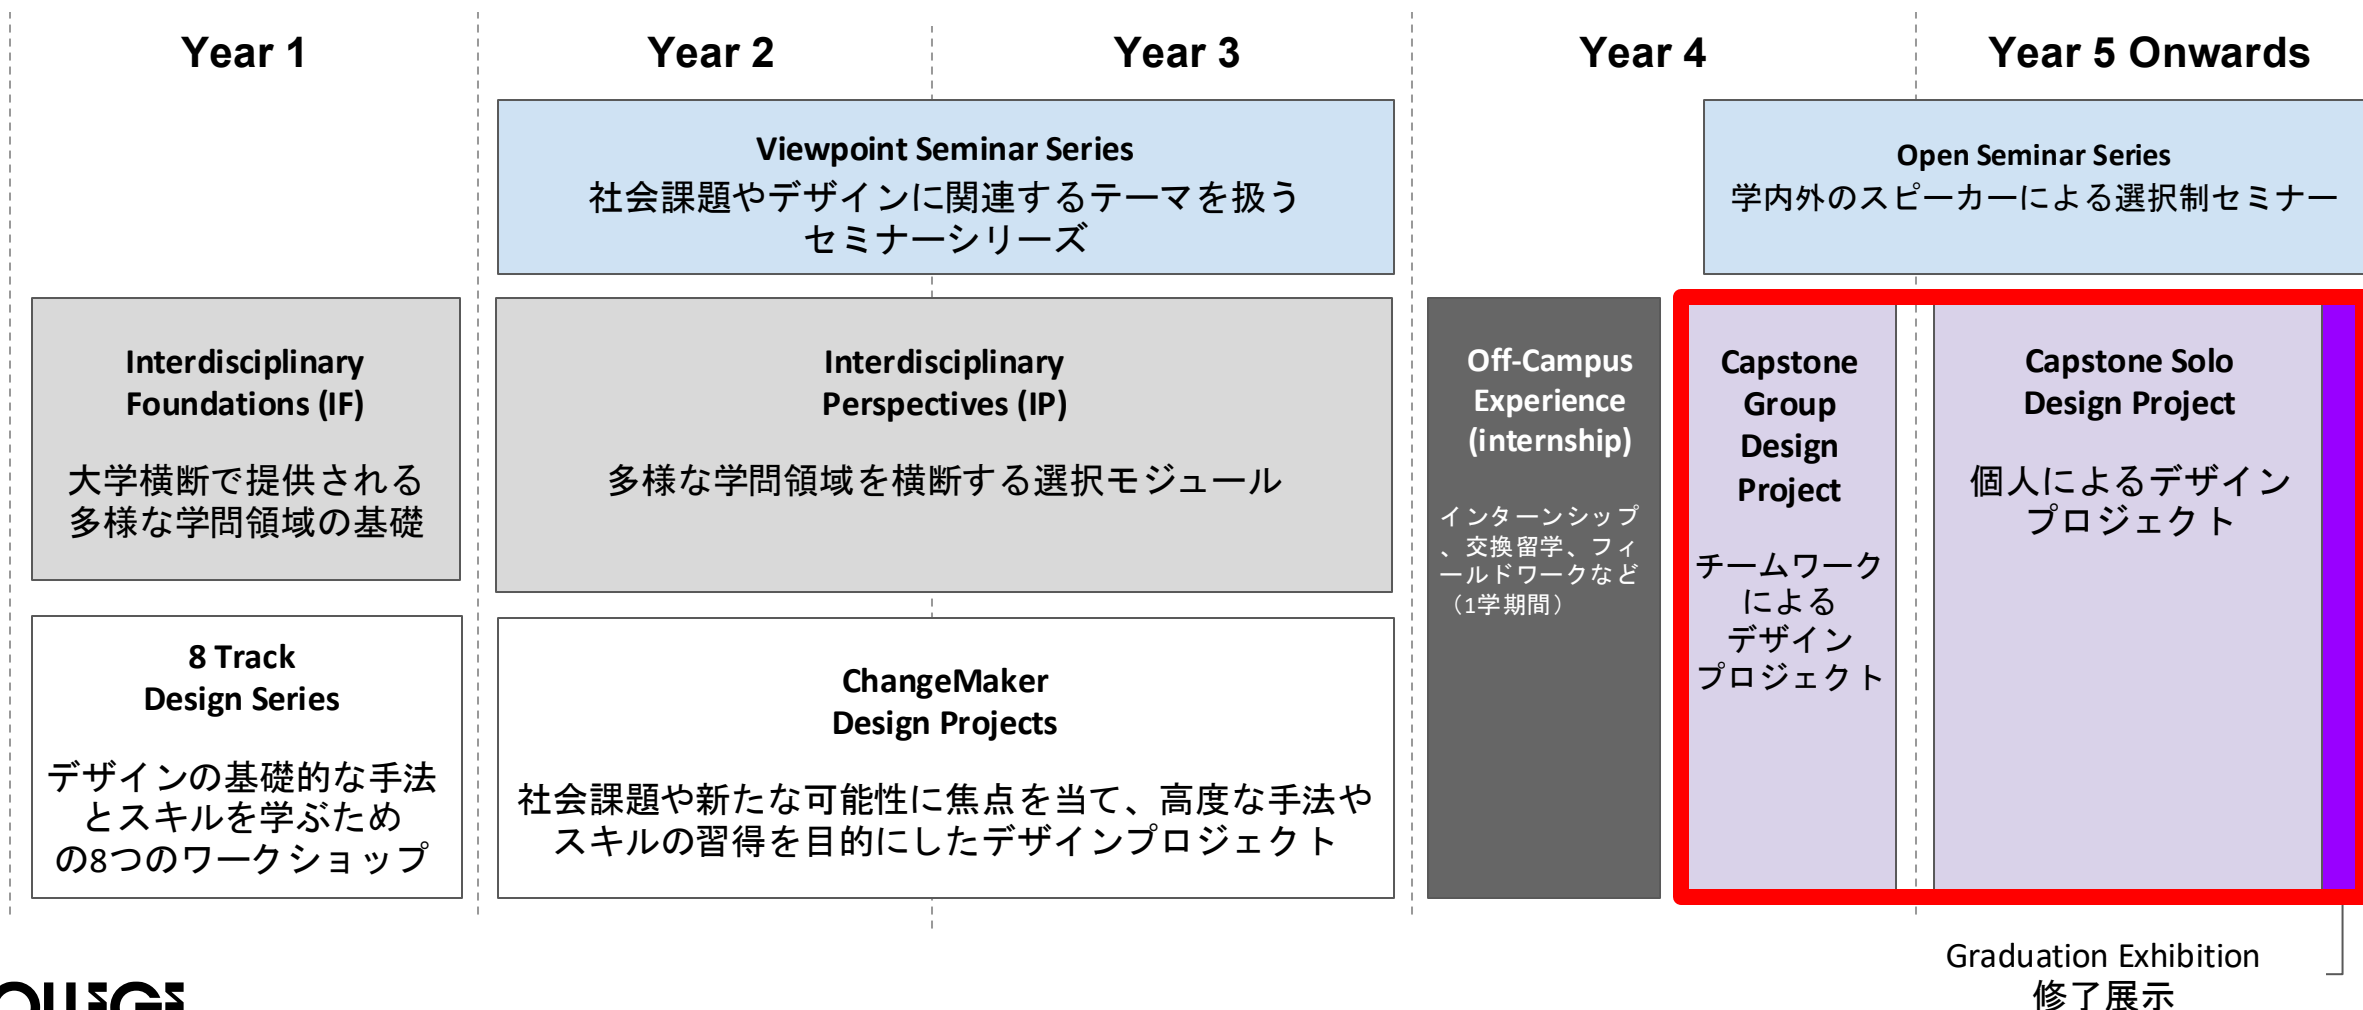 Year 1
Year 2
Year 3
Year 4
Year 5 Onwards
Viewpoint Seminar Series
社会課題やデザインに関連するテーマを扱う
セミナーシリーズ
Open Seminar Series
学内外のスピーカーによる選択制セミナー
Interdisciplinary
Foundations (IF)
大学横断で提供される
多様な学問領域の基礎
Interdisciplinary
Perspectives (IP)
多様な学問領域を横断する選択モジュール
Off-Campus
Experience
(internship)
インターンシップ
、交換留学、フィ
ールドワークなど
（1学期間）
Capstone
Group
Design
Project
チームワーク
による
デザイン
プロジェクト
Capstone Solo
Design Project
個人によるデザイン
プロジェクト
8 Track
Design Series
デザインの基礎的な手法
とスキルを学ぶため
の8つのワークショップ
ChangeMaker
Design Projects
社会課題や新たな可能性に焦点を当て、高度な手法や
スキルの習得を目的にしたデザインプロジェクト
Graduation Exhibition
修了展示